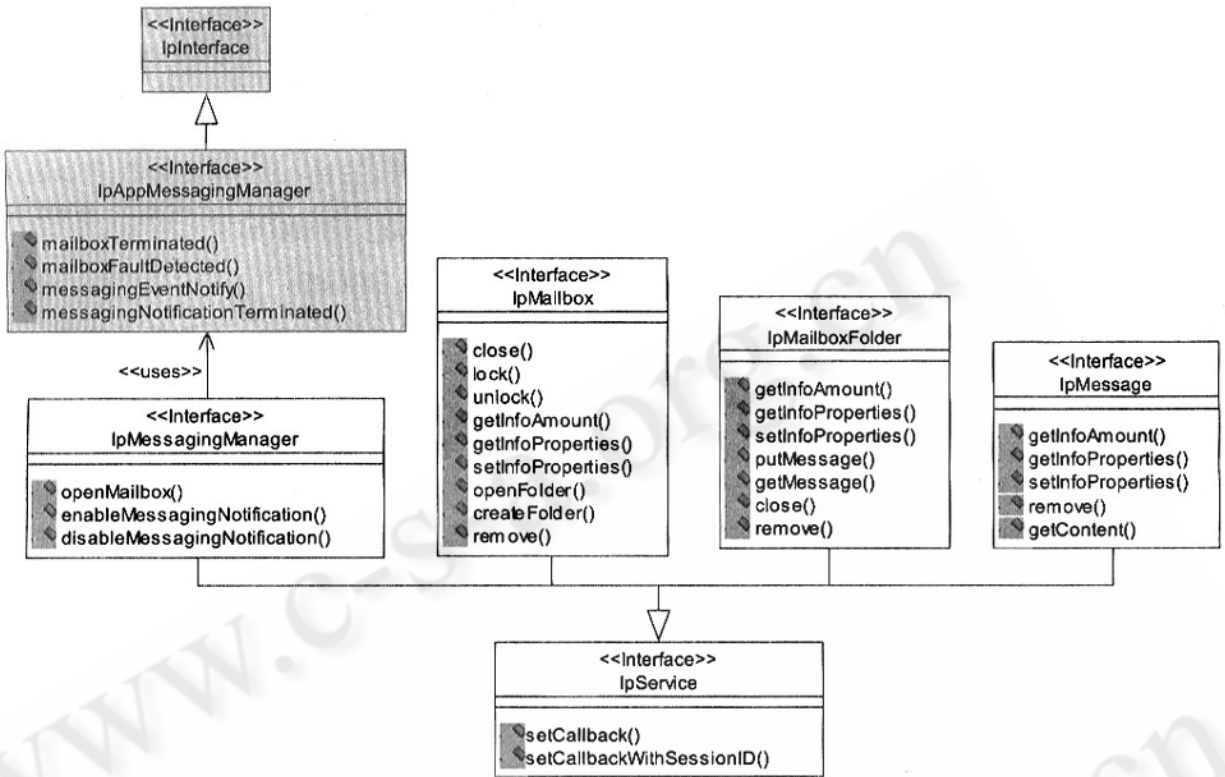 <<Interface>>
IpInterface
<<Interface>>
IpAppMessagingManager
mailboxTerminated()
mailboxFaultDetected()
messagingEventNotify()
messagingNotificationTerminated()
<<uses>>
<<Interface>>
IpMessagingManager
openMailbox()
enableMessagingNotification()
disableMessagingNotification()
<<Interface>>
IpMailbox
close()
lock()
unlock()
getInfoAmount()
getInfoProperties()
setInfoProperties()
openFolder()
createFolder()
remove()
<<Interface>>
IpMailboxFolder
getInfoAmount()
getInfoProperties()
setInfoProperties()
putMessage()
getMessage()
close()
remove()
<<Interface>>
IpMessage
getInfoAmount()
getInfoProperties()
setInfoProperties()
remove()
getContent()
<<Interface>>
IpService
setCallback()
setCallbackWithSessionID()